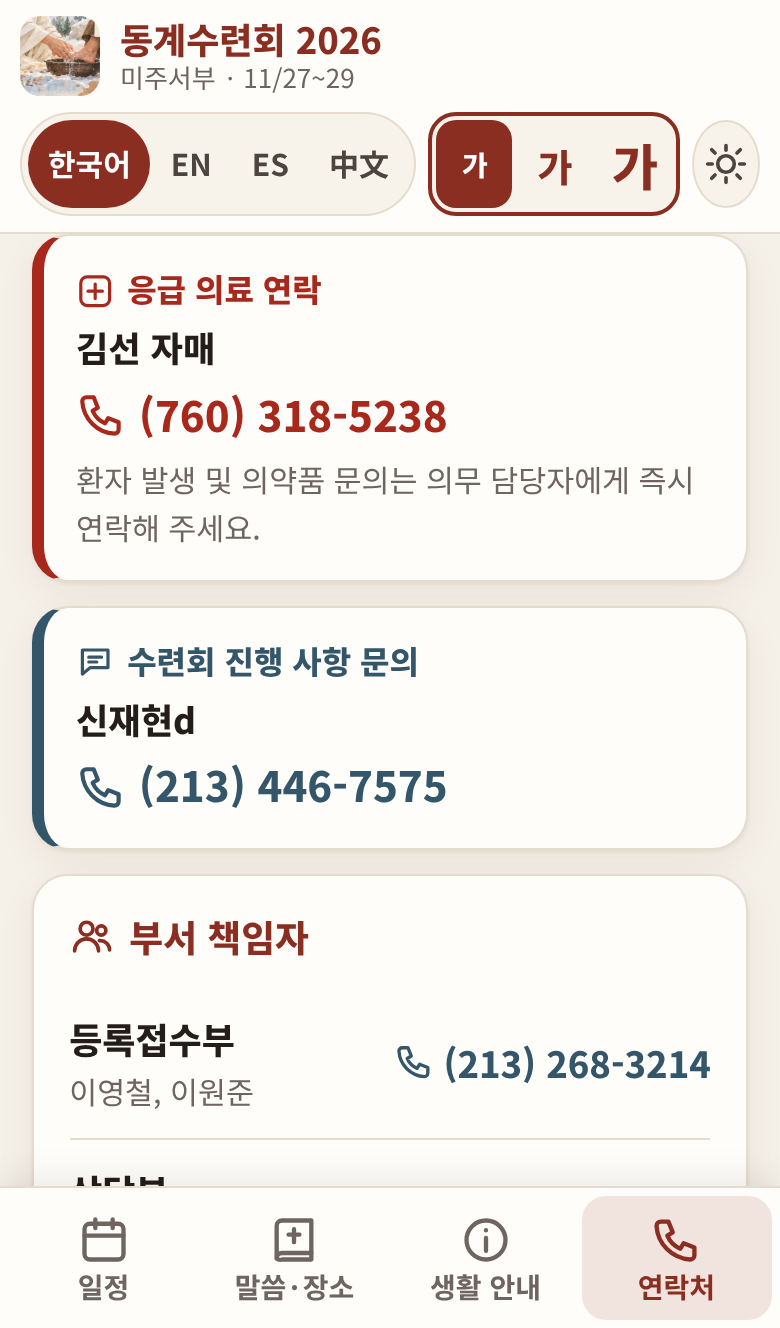 동계수련회 2026
미주서부 · 11/27~29
한국어 EN ES 中文 가 가 가
응급 의료 연락
김선 자매
(760) 318-5238
환자 발생 및 의약품 문의는 의무 담당자에게 즉시
연락해 주세요.
수련회 진행 사항 문의
신재현d
(213) 446-7575
부서 책임자
등록접수부
(213) 268-3214
이영철, 이원준
일정 말씀·장소 생활 안내 연락처